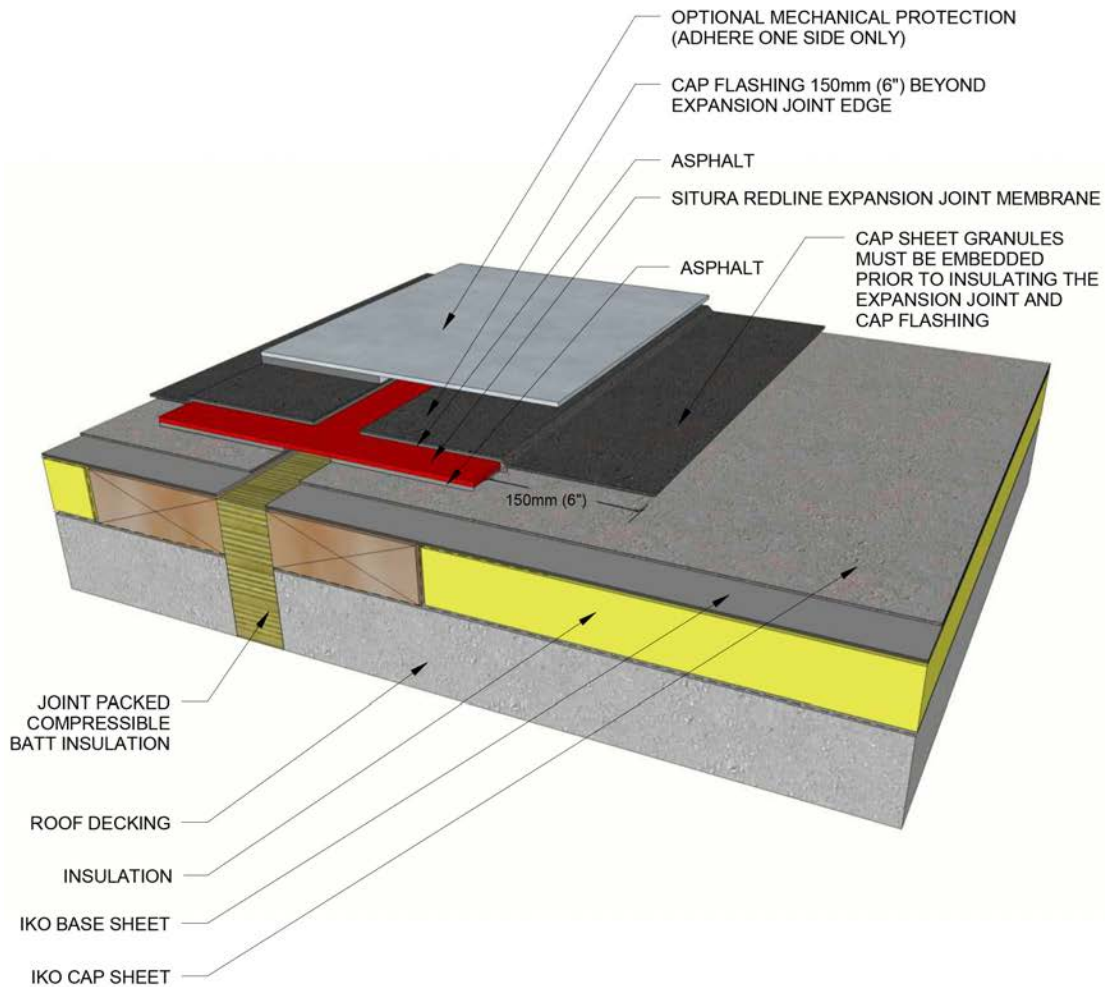 OPTIONAL MECHANICAL PROTECTION
(ADHERE ONE SIDE ONLY)
CAP FLASHING 150mm (6") BEYOND
EXPANSION JOINT EDGE
ASPHALT
SITURA REDLINE EXPANSION JOINT MEMBRANE
ASPHALT
CAP SHEET GRANULES
MUST BE EMBEDDED
PRIOR TO INSULATING THE
EXPANSION JOINT AND
CAP FLASHING
150mm (6")
JOINT PACKED
COMPRESSIBLE
BATT INSULATION
ROOF DECKING
INSULATION
IKO BASE SHEET
IKO CAP SHEET